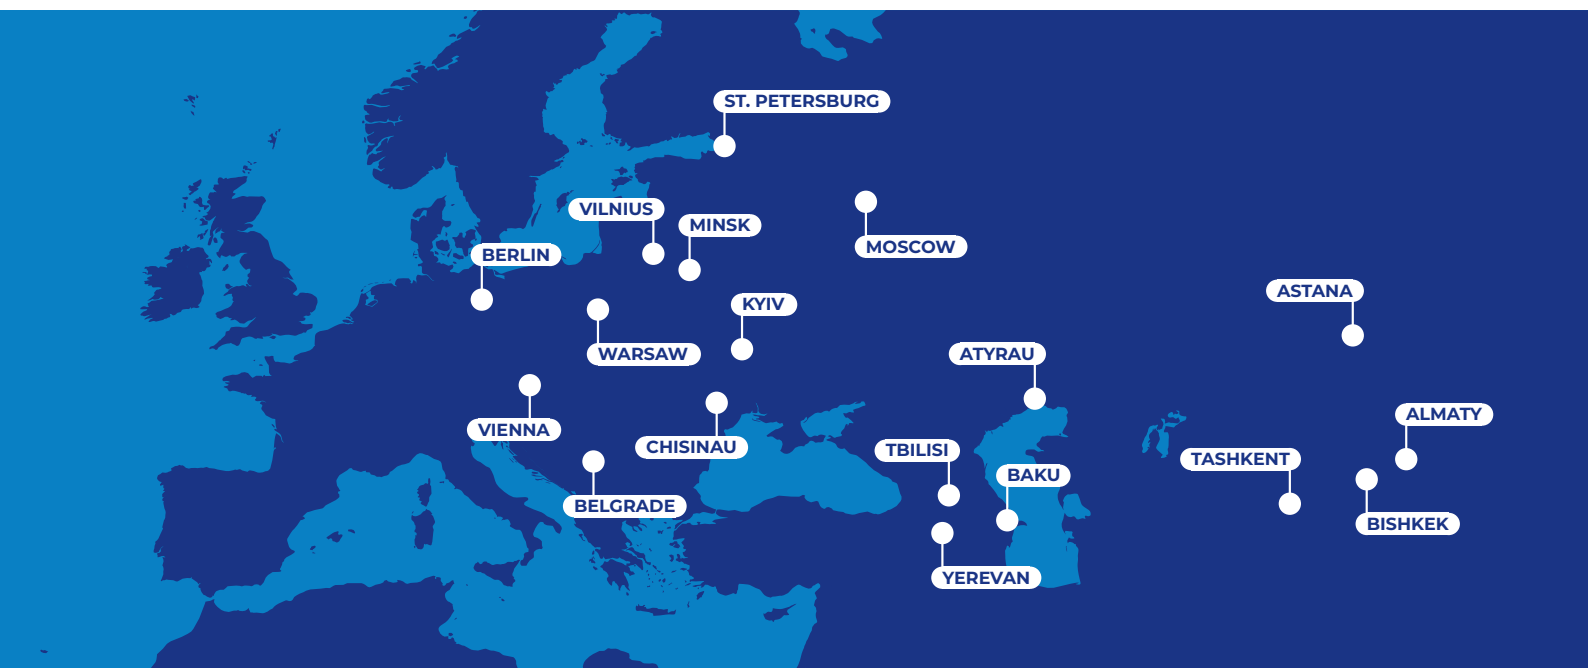 ST. PETERSBURG
VILNIUS
MINSK
MOSCOW
BERLIN
ASTANA
KYIV
WARSAW
ATYRAU
ALMATY
VIENNA
CHISINAU
TBILISI
TASHKENT
BAKU
BELGRADE
BISHKEK
YEREVAN